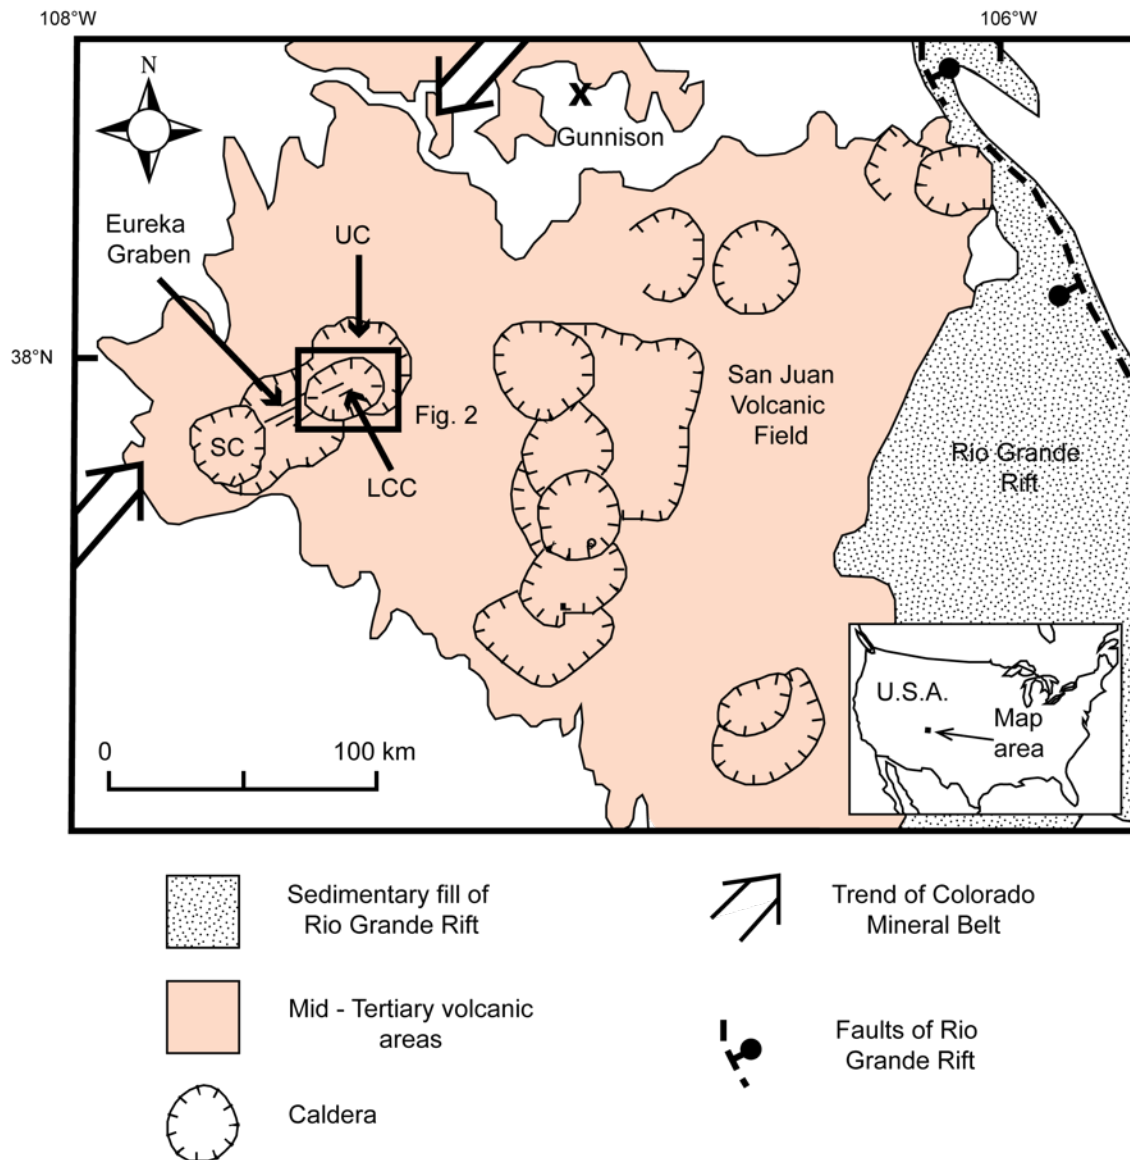 108°W
106°W
N
X
Gunnison
Eureka
Graben
UC
38°N
San Juan
Volcanic
Field
Fig. 2
SC
Rio Grande
Rift
LCC
U.S.A.
Map
area
0
100 km
Sedimentary fill of
Rio Grande Rift
Trend of Colorado
Mineral Belt
Mid - Tertiary volcanic
areas
Faults of Rio
Grande Rift
Caldera